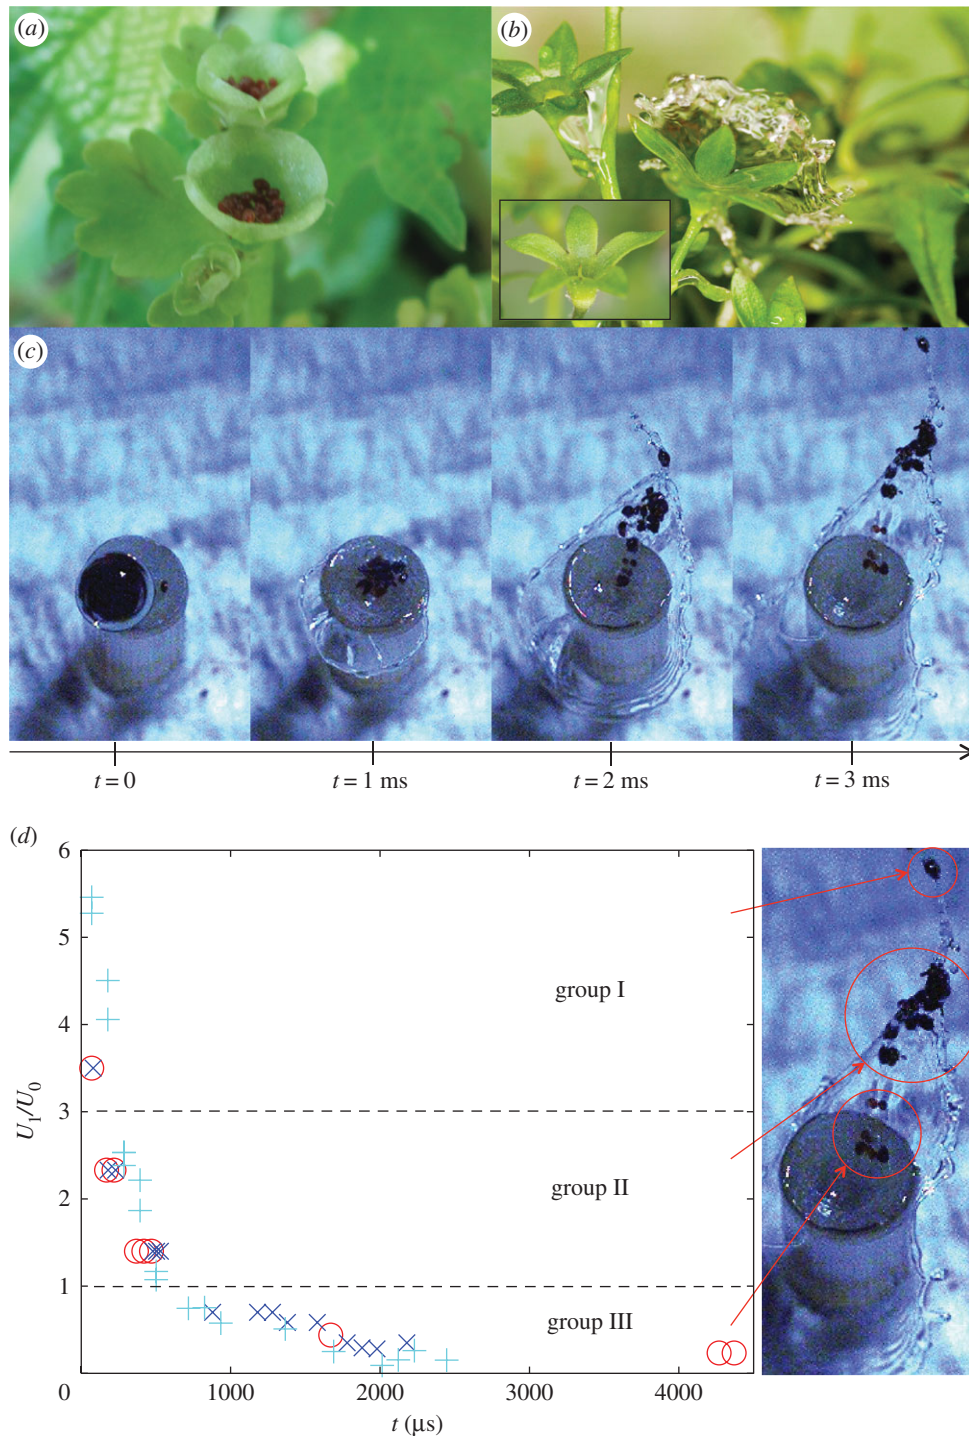 (a)
(b)
(c)
t = 0
t = 1 ms
t = 2 ms
t = 3 ms
(d)
6
5
4
3
2
1
0
U1/U0
group I
group II
group III
0 1000 2000 3000 4000
t (μs)